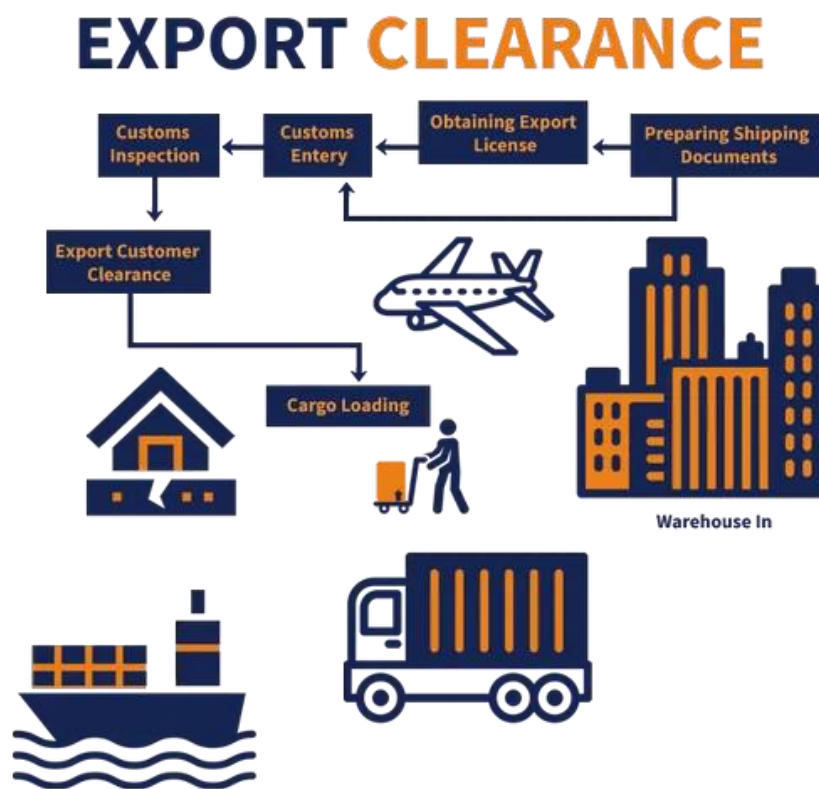 EXPORT CLEARANCE
Customs
Inspection
Customs
Entery
Obtaining Export
License
Preparing Shipping
Documents
Export Customer
Clearance
Cargo Loading
Warehouse In